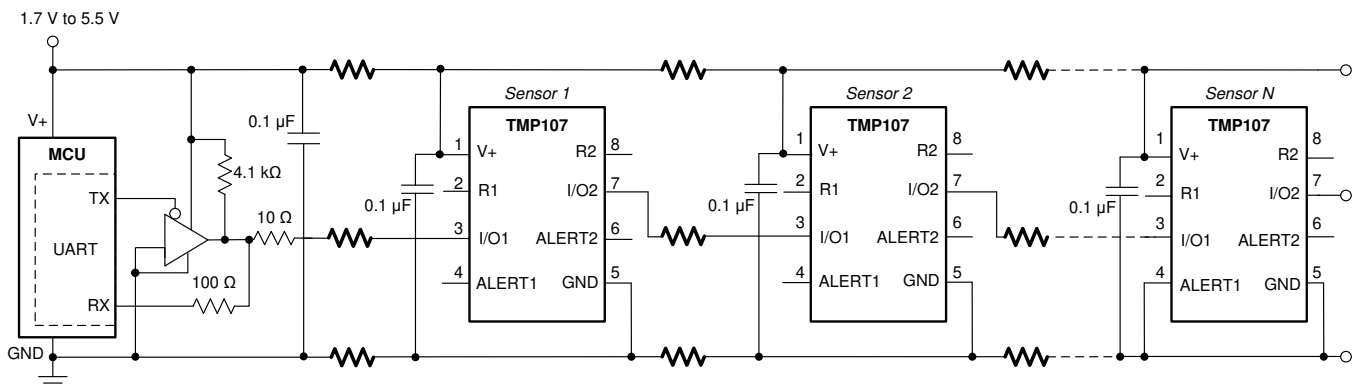 1.7 V to 5.5 V
V+
MCU
TX
UART
RX
GND
4.1 kΩ
10 Ω
100 Ω
0.1 µF
Sensor 1
TMP107
0.1 µF
1
V+
2
R1
3
I/O1
4
ALERT1
R2
8
I/O2
7
ALERT2
6
GND
5
Sensor 2
TMP107
0.1 µF
1
V+
2
R1
3
I/O1
4
ALERT1
R2
8
I/O2
7
ALERT2
6
GND
5
Sensor N
TMP107
0.1 µF
1
V+
2
R1
3
I/O1
4
ALERT1
R2
8
I/O2
7
ALERT2
6
GND
5